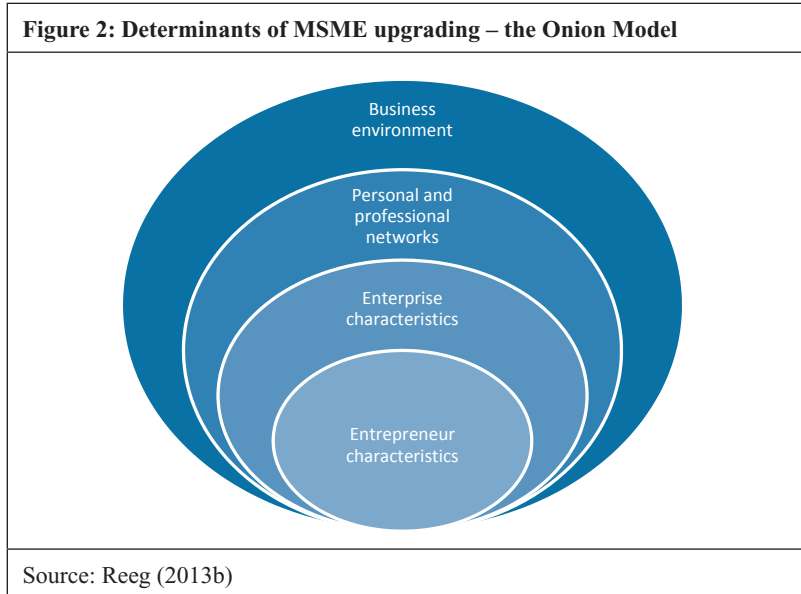 Figure 2: Determinants of MSME upgrading – the Onion Model
Business
environment
Personal and
professional
networks
Enterprise
characteristics
Entrepreneur
characteristics
Source: Reeg (2013b)